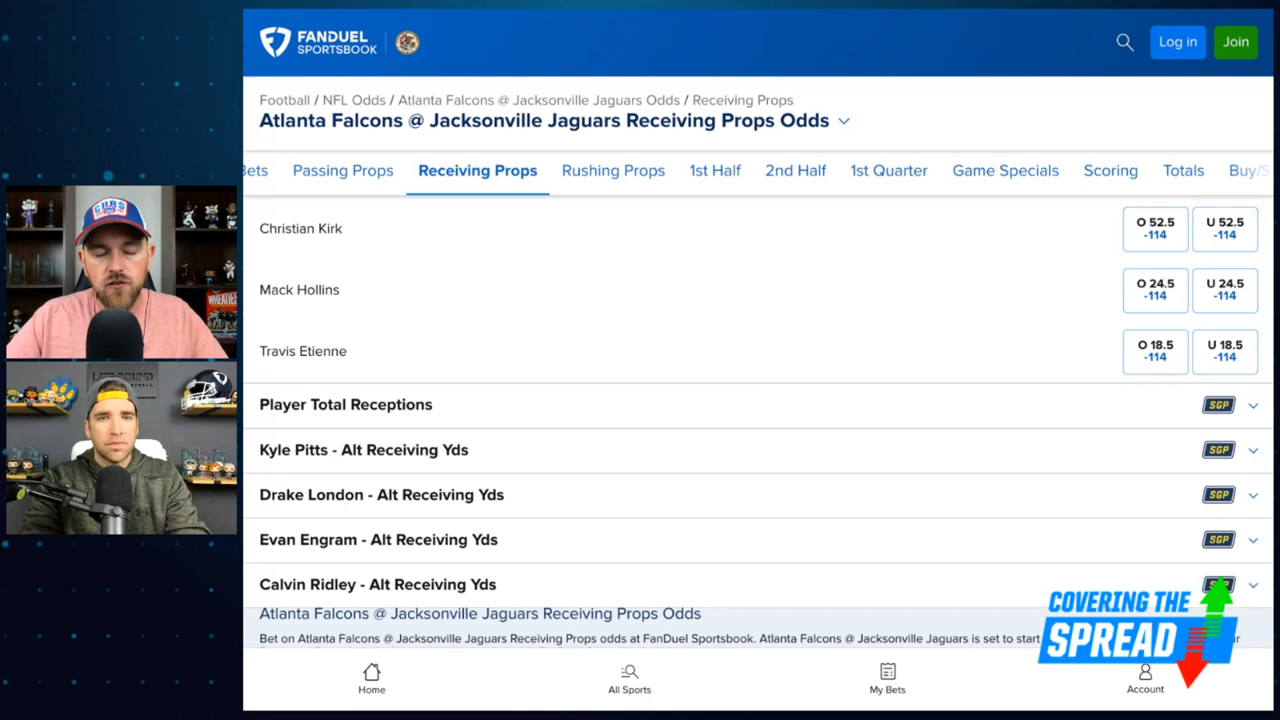 FANDUEL
SPORTSBOOK
Log in
Join
Football / NFL Odds / Atlanta Falcons @ Jacksonville Jaguars Odds / Receiving Props
Atlanta Falcons @ Jacksonville Jaguars Receiving Props Odds
Bets Passing Props Receiving Props Rushing Props 1st Half 2nd Half 1st Quarter Game Specials Scoring Totals Buy/S
Christian Kirk O 52.5 U 52.5
-114 -114
Mack Hollins O 24.5 U 24.5
-114 -114
Travis Etienne O 18.5 U 18.5
-114 -114
Player Total Receptions SGP
Kyle Pitts - Alt Receiving Yds SGP
Drake London - Alt Receiving Yds SGP
Evan Engram - Alt Receiving Yds SGP
Calvin Ridley - Alt Receiving Yds
Atlanta Falcons @ Jacksonville Jaguars Receiving Props Odds
Bet on Atlanta Falcons @ Jacksonville Jaguars Receiving Props odds at FanDuel Sportsbook. Atlanta Falcons @ Jacksonville Jaguars is set to start
COVERING THE
SPREAD
Home All Sports My Bets Account
CUBS
WHEATIES